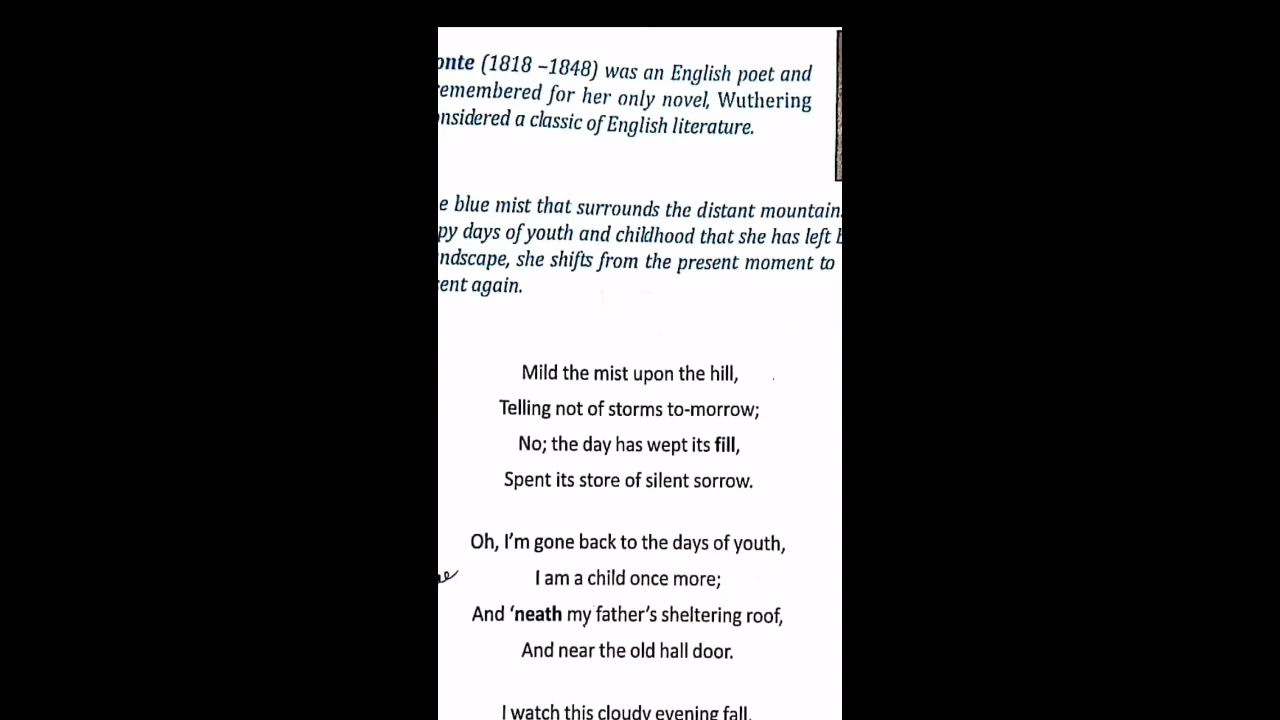 onte (1818 –1848) was an English poet and
emembered for her only novel, Wuthering
nsidered a classic of English literature.
e blue mist that surrounds the distant mountain
py days of youth and childhood that she has left b
ndscape, she shifts from the present moment to
ent again.
Mild the mist upon the hill,
Telling not of storms to-morrow;
No; the day has wept its fill,
Spent its store of silent sorrow.
Oh, I'm gone back to the days of youth,
I am a child once more;
And ‘neath my father's sheltering roof,
And near the old hall door.
I watch this cloudy evening fall,